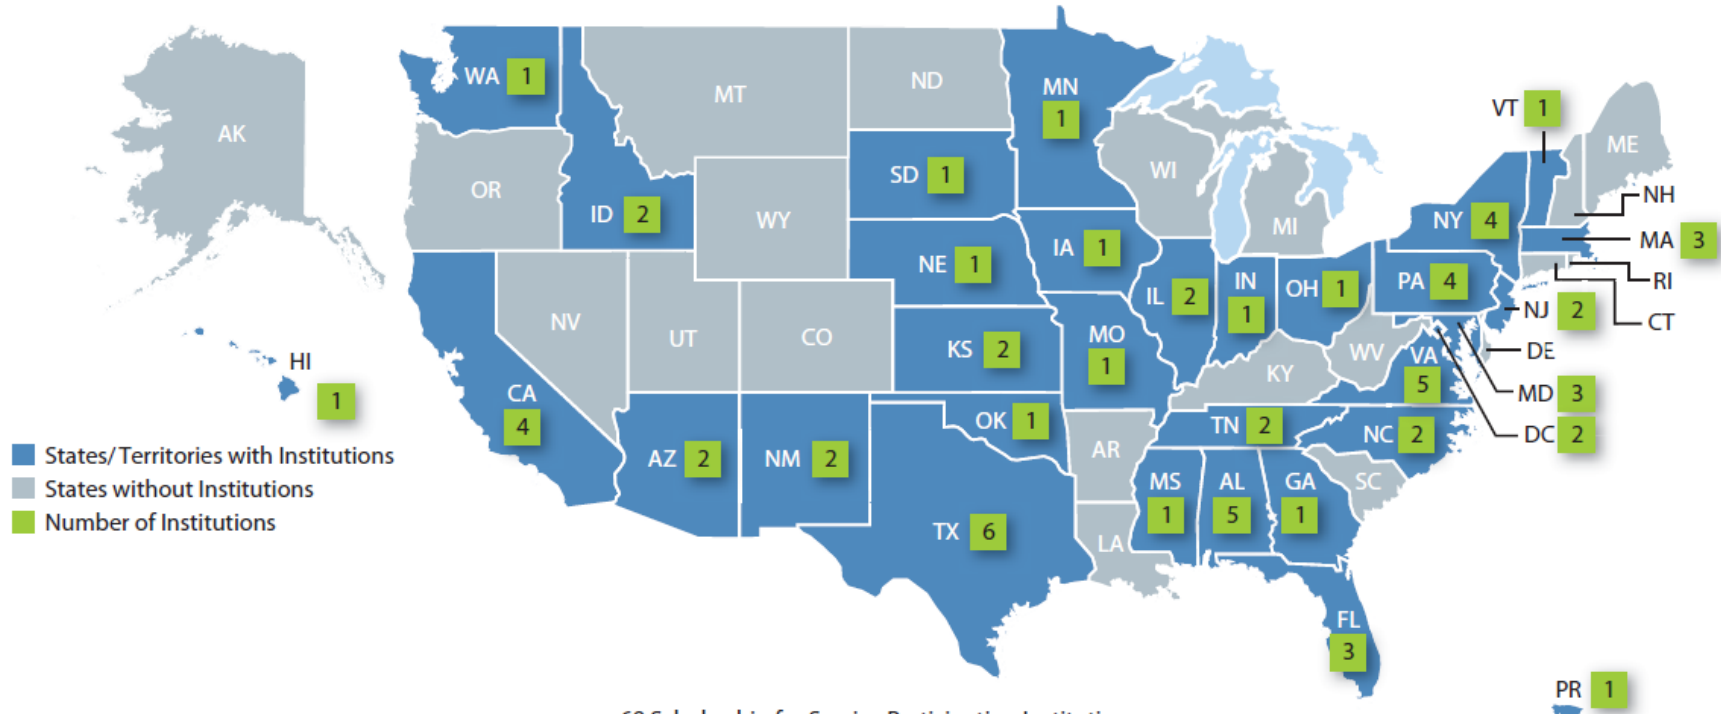 AK
WA 1
MT
ND
MN
1
VT 1
ME
OR
ID 2
WY
SD 1
WI
MI
NY 4
NH
MA 3
NE 1
IA 1
IL 2
IN
1
OH 1
PA 4
RI
NJ 2
CT
NV
UT
CO
KS 2
MO
1
KY
WV
VA
5
DE
MD 3
DC 2
HI
1
CA
4
AZ 2
NM 2
OK 1
AR
TN 2
NC 2
SC
TX 6
LA
MS
1
AL
5
GA
1
FL
3
PR 1
States/Territories with Institutions
States without Institutions
Number of Institutions